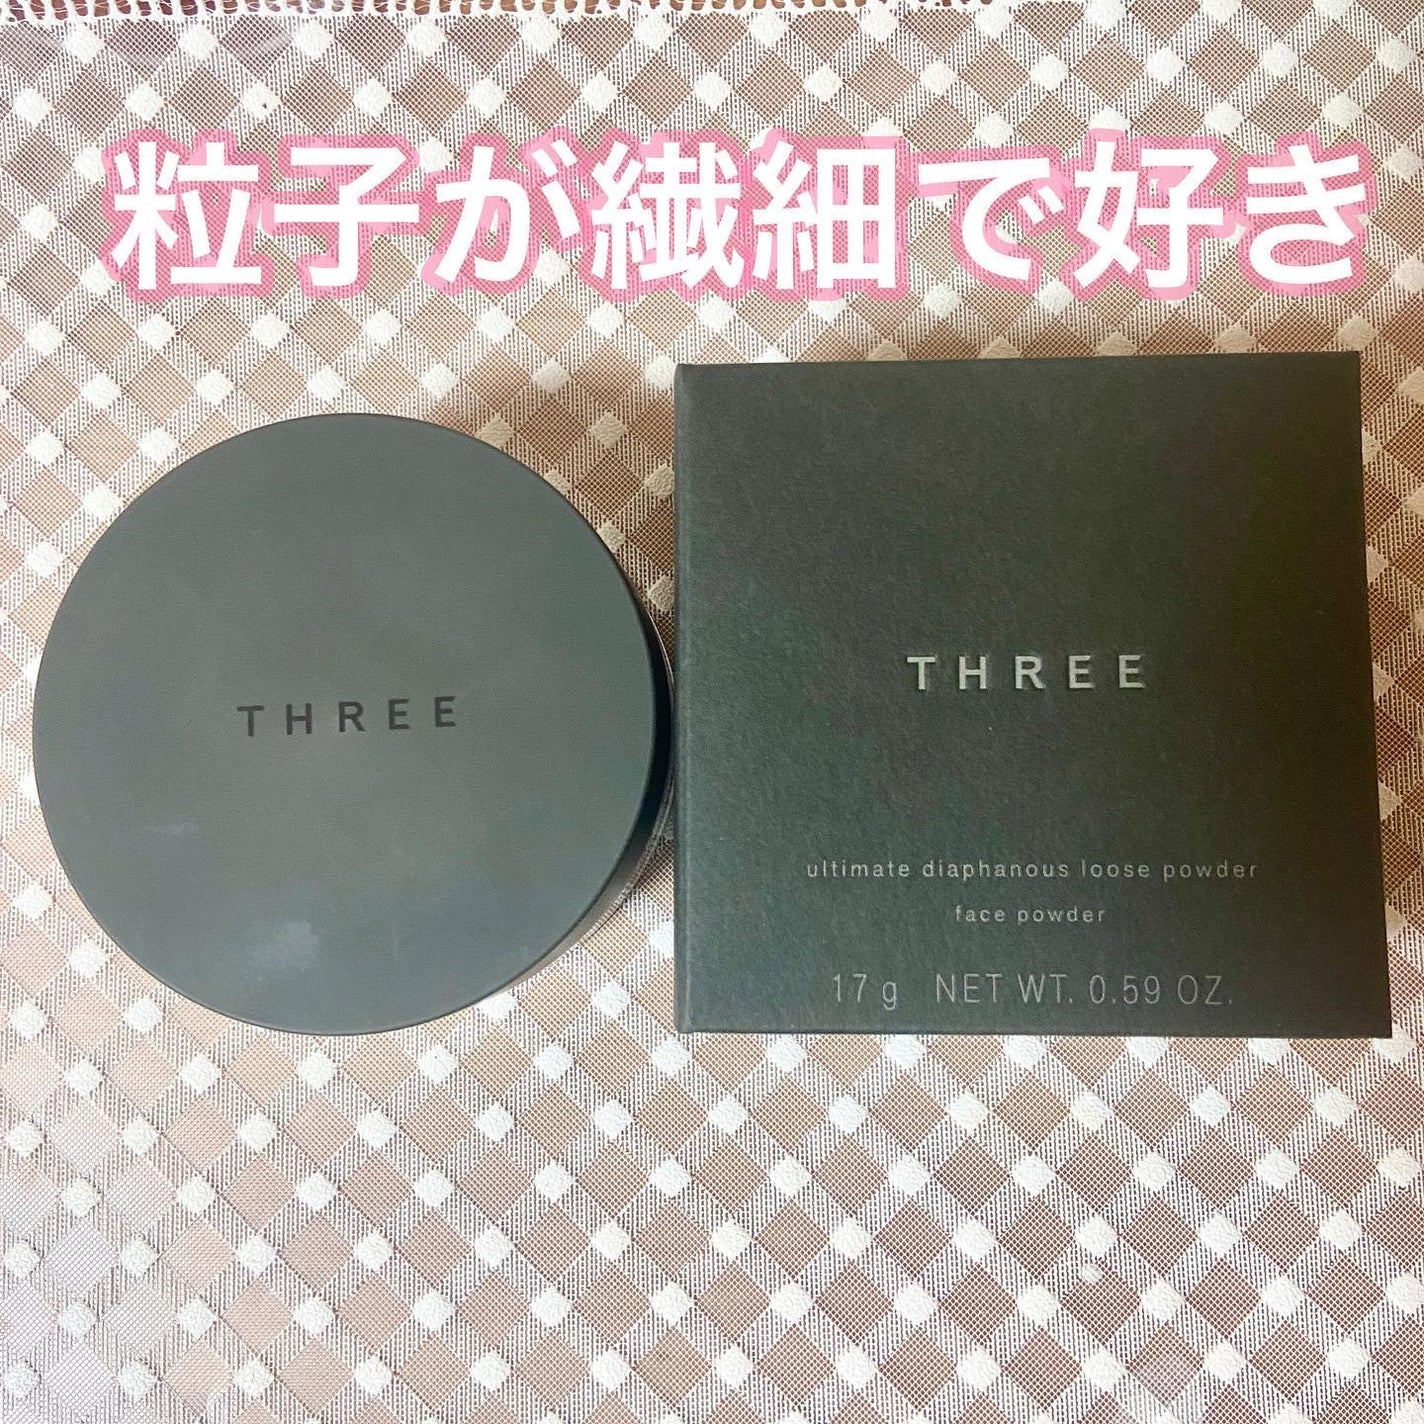 粒子が繊細で好き
THREE
THREE
ultimate diaphanous loose powder
face powder
17 g NET WT. 0.59 OZ.